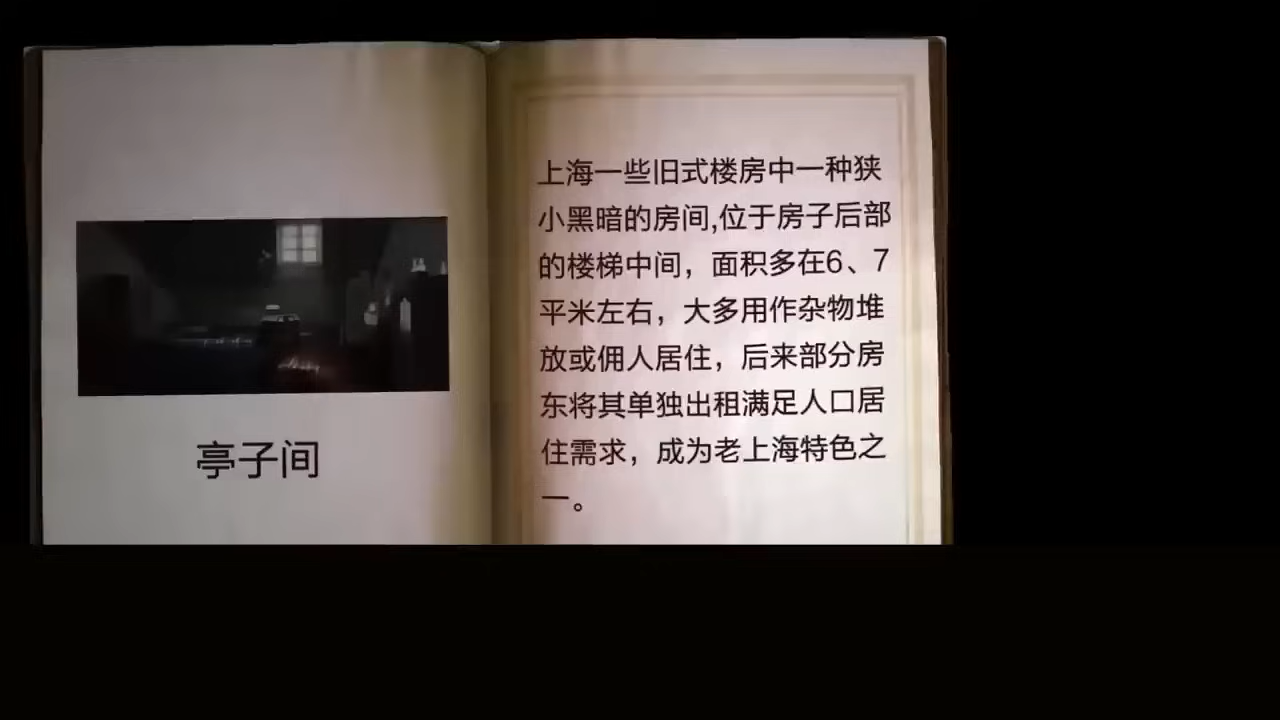 亭子间
上海一些旧式楼房中一种狭
小黑暗的房间,位于房子后部
的楼梯中间，面积多在6、7
平米左右，大多用作杂物堆
放或佣人居住，后来部分房
东将其单独出租满足人口居
住需求，成为老上海特色之
一。